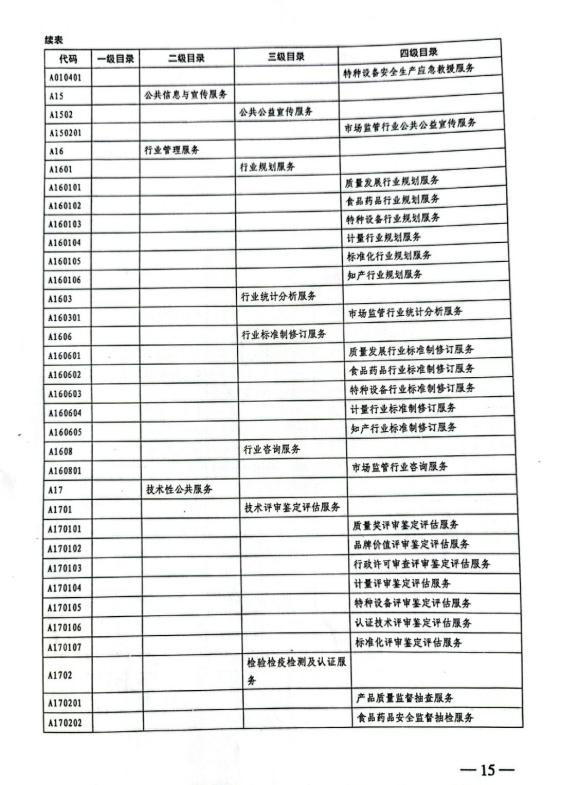 续表
代码 一级目录 二级目录 三级目录 四级目录
A010401 特种设备安全生产应急救援服务
A15 公共信息与宣传服务
A1502 公共公益宣传服务
A150201 市场监管行业公共公益宣传服务
A16 行业管理服务
A1601 行业规划服务
A160101 质量发展行业规划服务
A160102 食品药品行业规划服务
A160103 特种设备行业规划服务
A160104 计量行业规划服务
A160105 标准化行业规划服务
A160106 知产行业规划服务
A1603 行业统计分析服务
A160301 市场监管行业统计分析服务
A1606 行业标准制修订服务
A160601 质量发展行业标准制修订服务
A160602 食品药品行业标准制修订服务
A160603 特种设备行业标准制修订服务
A160604 计量行业标准制修订服务
A160605 知产行业标准制修订服务
A1608 行业咨询服务
A160801 市场监管行业咨询服务
A17 技术性公共服务
A1701 技术评审鉴定评估服务
A170101 质量奖评审鉴定评估服务
A170102 品牌价值评审鉴定评估服务
A170103 行政许可审查评审鉴定评估服务
A170104 计量评审鉴定评估服务
A170105 特种设备评审鉴定评估服务
A170106 认证技术评审鉴定评估服务
A170107 标准化评审鉴定评估服务
A1702 检验检疫检测及认证服
务
A170201 产品质量监督抽查服务
A170202 食品药品安全监督抽检服务
— 15 —